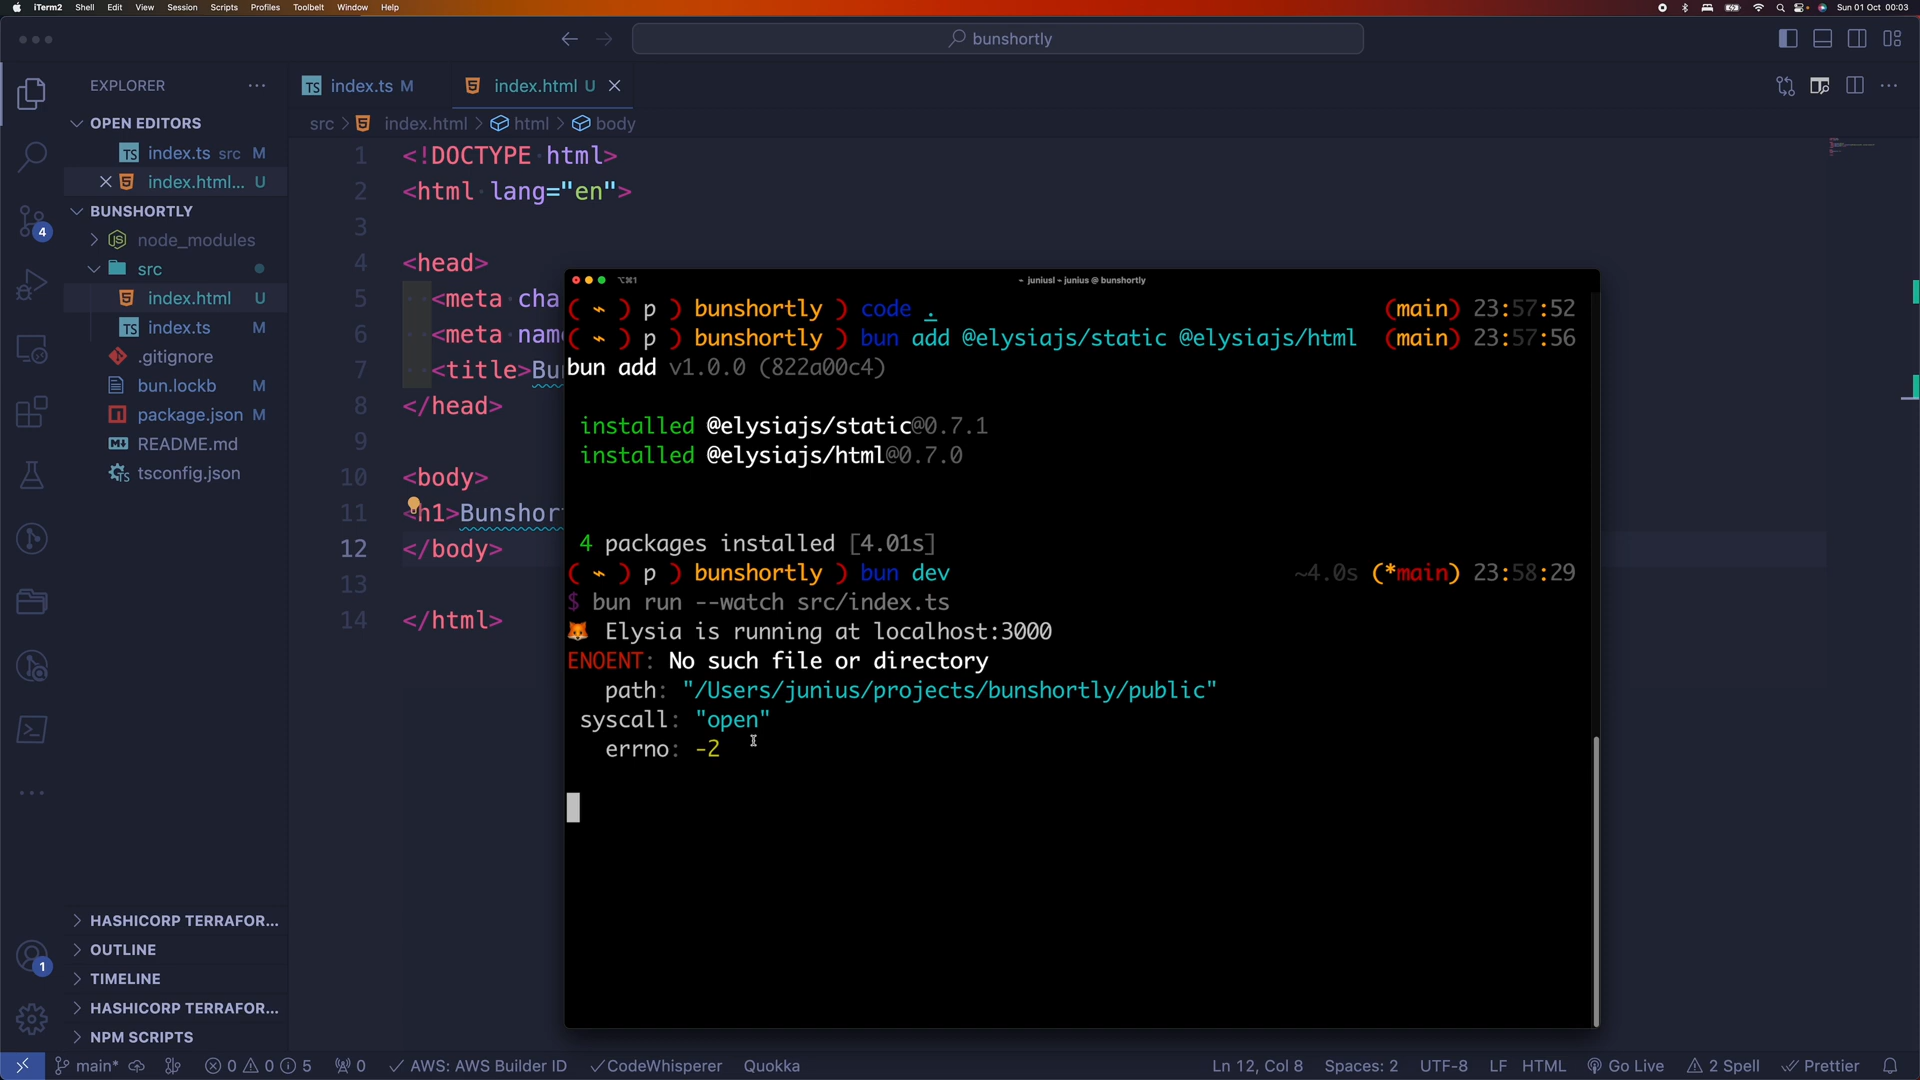 iTerm2 Shell Edit View Session Scripts Profiles Toolbelt Window Help Sun 01 Oct 00:03
bunshortly
EXPLORER
TS index.ts M
index.html U
src > index.html > html > body
OPEN EDITORS
TS index.ts src M
index.html... U
BUNSHORTLY
node_modules
src
index.html U
TS index.ts M
.gitignore
bun.lockb M
package.json M
README.md
tsconfig.json
4
1
HASHICORP TERRAFOR...
OUTLINE
TIMELINE
HASHICORP TERRAFOR...
NPM SCRIPTS
1 <!DOCTYPE html>
2 <html lang="en">
3
4 <head>
5 <meta cha
6 <meta nam
7 <title>Bu
8 </head>
9
10 <body>
11 <h1>Bunshor
12 </body>
13
14 </html>
⌥⌘1 ~ juniusl - junius @ bunshortly
( ~ ) p ) bunshortly ) code . (main) 23:57:52
( ~ ) p ) bunshortly ) bun add @elysiajs/static @elysiajs/html (main) 23:57:56
bun add v1.0.0 (822a00c4)
installed @elysiajs/static@0.7.1
installed @elysiajs/html@0.7.0
4 packages installed [4.01s]
( ~ ) p ) bunshortly ) bun dev ~4.0s (*main) 23:58:29
$ bun run --watch src/index.ts
🦊 Elysia is running at localhost:3000
ENOENT: No such file or directory
path: "/Users/junius/projects/bunshortly/public"
syscall: "open"
errno: -2
main* 0 0 5 0 AWS: AWS Builder ID CodeWhisperer Quokka Ln 12, Col 8 Spaces: 2 UTF-8 LF HTML Go Live 2 Spell Prettier